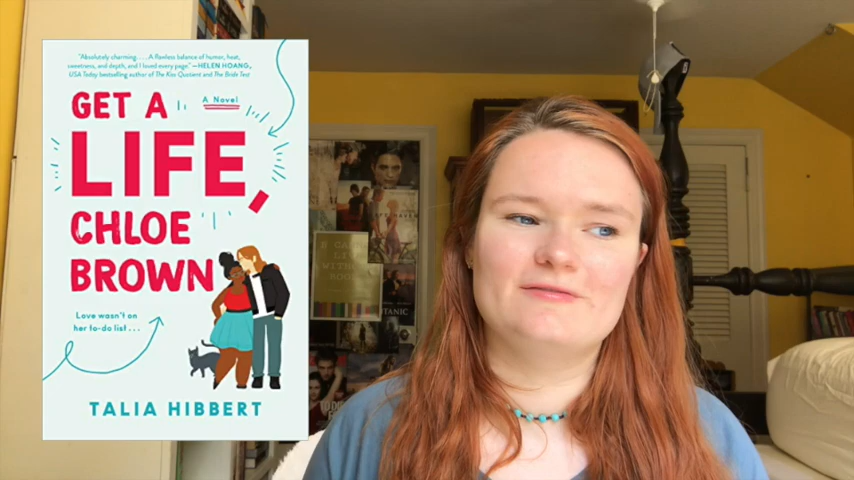 "Absolutely charming. . . . A flawless balance of humor, heat,
sweetness, and depth, and I loved every page." —HELEN HOANG,
USA Today bestselling author of The Kiss Quotient and The Bride Test
GET A
A Novel
LIFE,
CHLOE
BROWN
Love wasn't on
her to-do list . . .
TALIA HIBBERT
TITANIC